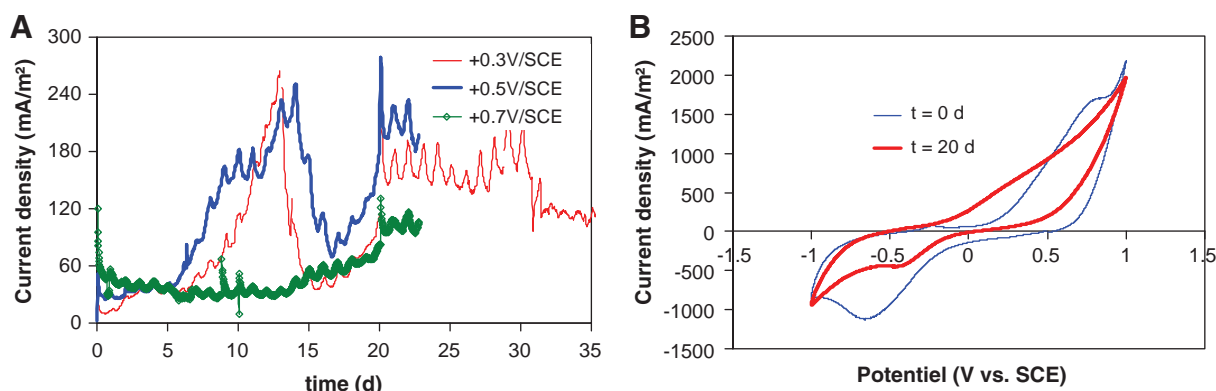 A
Current density (mA/m²)
300
240
180
120
60
0
+0.3V/SCE
+0.5V/SCE
+0.7V/SCE
0 5 10 15 20 25 30 35
time (d)
B
Current density (mA/m²)
2500
2000
1500
1000
500
0
-500
-1000
-1500
t = 0 d
t = 20 d
-1.5 -1 -0.5 0 0.5 1 1.5
Potentiel (V vs. SCE)